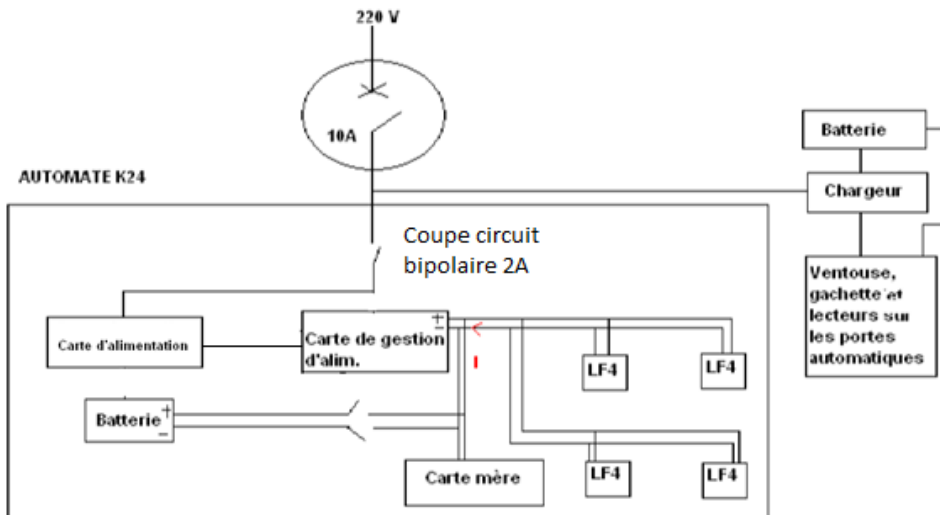 220 V
10A
AUTOMATE K24
Batterie
Chargeur
Coupe circuit
bipolaire 2A
Ventouse,
gachette et
lecteurs sur
les portes
automatiques
Carte d'alimentation
Carte de gestion
d'alim.
+
−
I
LF4
LF4
Batterie
+
−
Carte mère
LF4
LF4